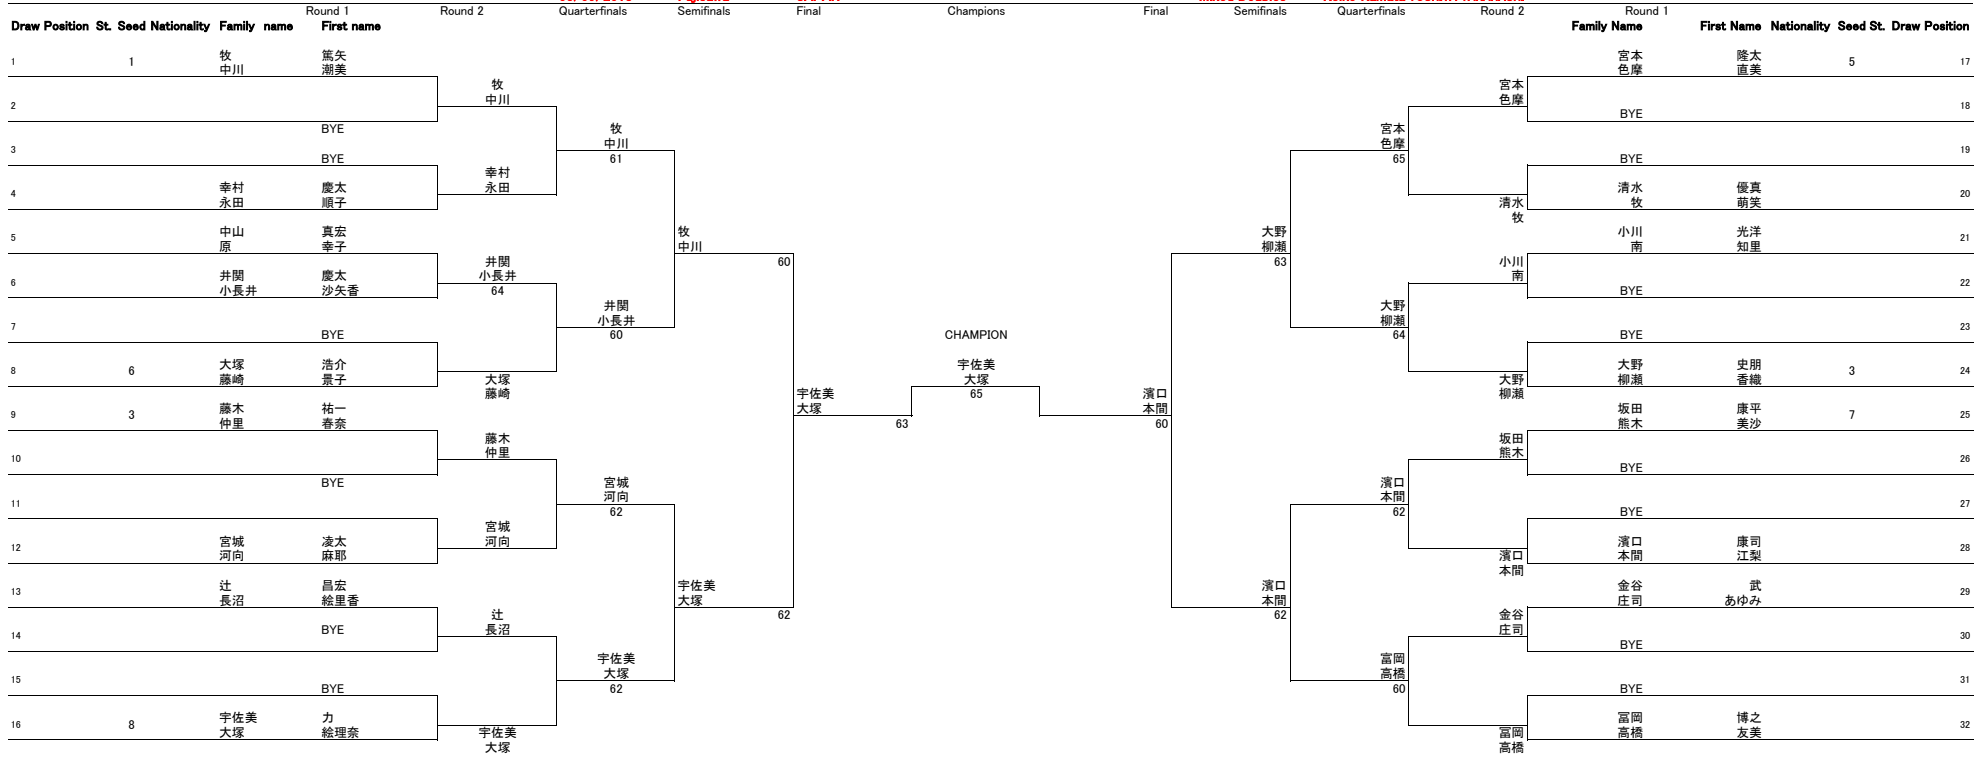 Round 1 Round 2 Quarterfinals Semifinals Final Champions Final Semifinals Quarterfinals Round 2 Round 1
Draw Position St. Seed Nationality Family name First name Family Name First Name Nationality Seed St. Draw Position
1 1 牧 篤矢
中川 潮美
牧
中川
2
BYE
牧
中川
61
3
BYE
幸村
永田
4 幸村 慶太
永田 順子
牧
中川
60
5 中山 真宏
原 幸子
井関
小長井
64
6 井関 慶太
小長井 沙矢香
井関
小長井
60
7
BYE
8 6 大塚 浩介
藤崎 景子
大塚
藤崎
宇佐美
大塚
63
9 3 藤木 祐一
仲里 春奈
藤木
仲里
10
BYE
宮城
河向
62
11
宮城
河向
12 宮城 凌太
河向 麻耶
宇佐美
大塚
62
13 辻 昌宏
長沼 絵里香
辻
長沼
14 BYE
宇佐美
大塚
62
15
BYE
16 8 宇佐美 力
大塚 絵理奈
宇佐美
大塚
CHAMPION
宇佐美
大塚
65
宮本 隆太 5 17
色摩 直美
宮本
色摩
18
BYE
宮本
色摩
65
19
BYE
清水 優真 20
牧 萌笑
清水
牧
大野
柳瀬
63
小川 光洋 21
南 知里
小川
南
22
BYE
大野
柳瀬
64
23
BYE
大野 史朋 3 24
柳瀬 香織
大野
柳瀬
濱口
本間
60
坂田 康平 7 25
熊木 美沙
坂田
熊木
26
BYE
濱口
本間
62
27
BYE
濱口 康司 28
本間 江梨
濱口
本間
濱口
本間
62
金谷 武 29
庄司 あゆみ
金谷
庄司
30
BYE
富岡
高橋
60
31
BYE
冨岡 博之 32
高橋 友美
冨岡
高橋